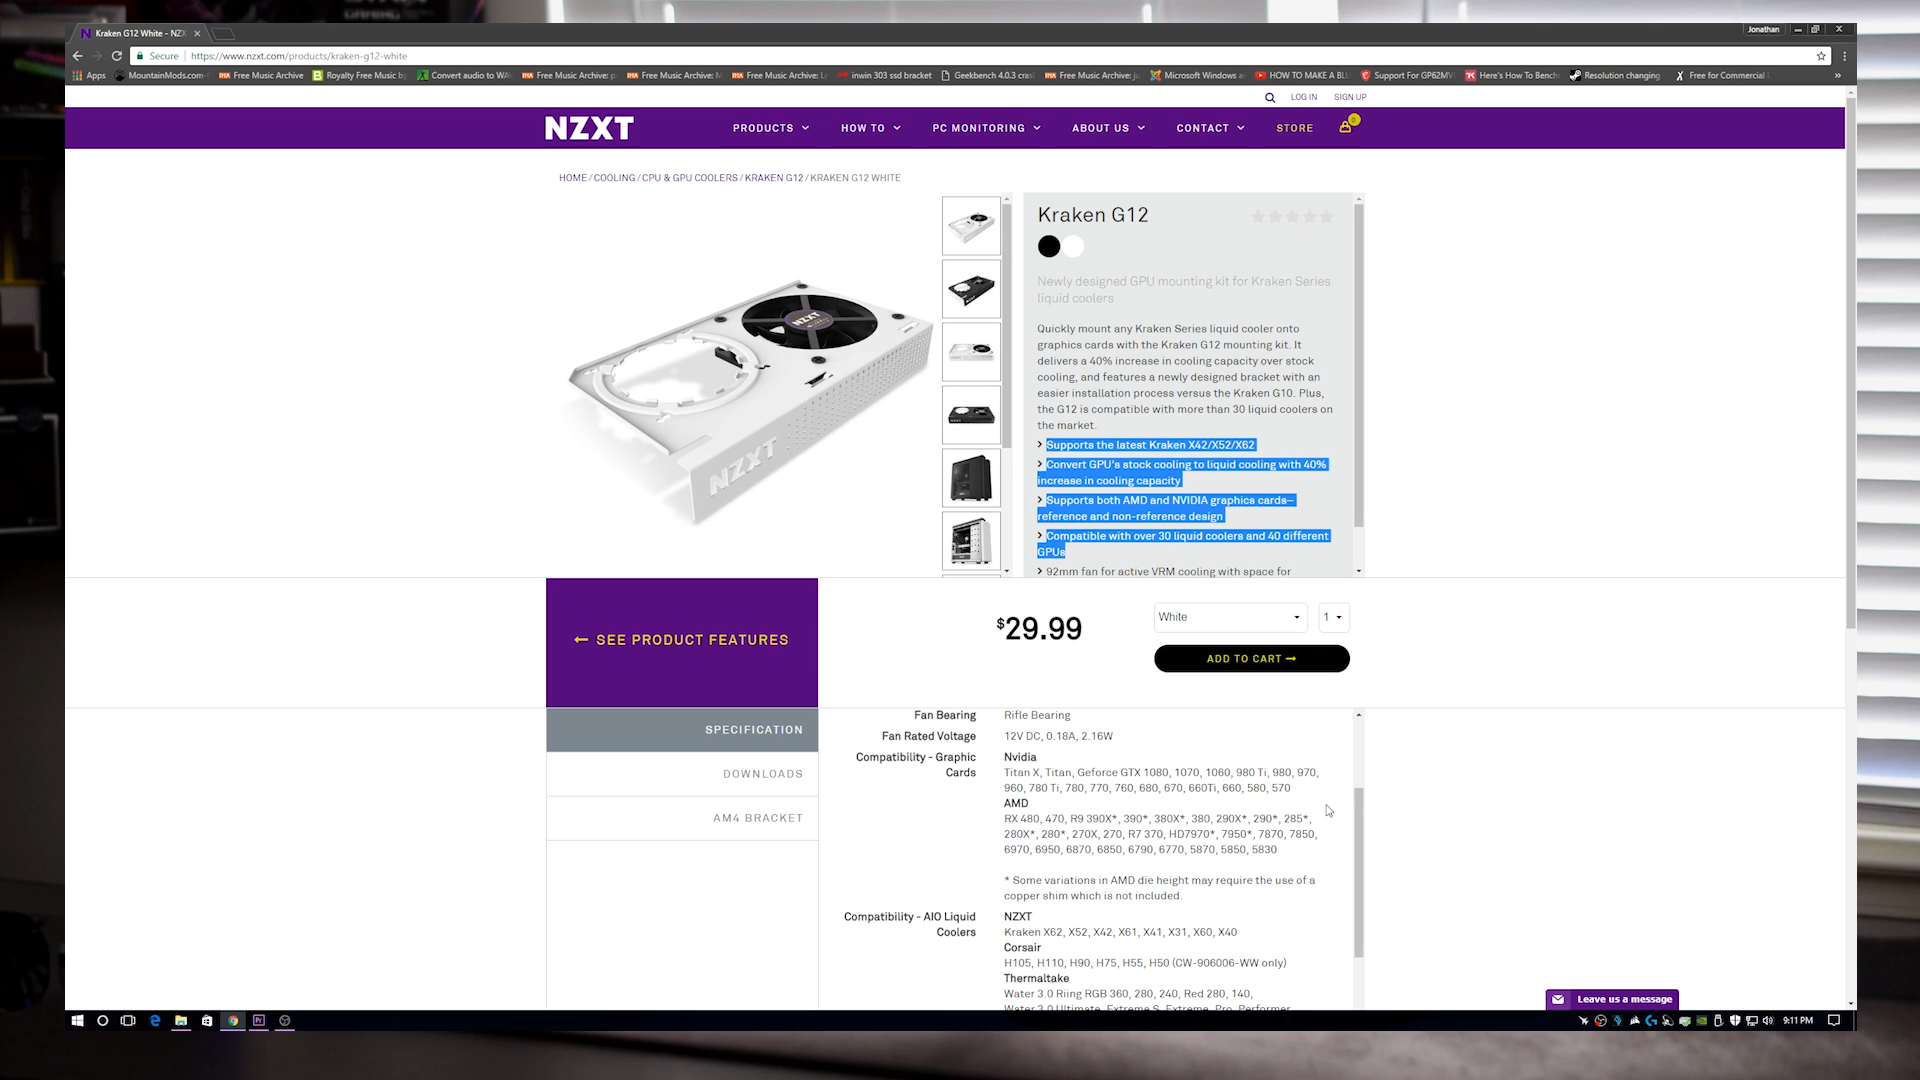 Kraken G12 White - NZX
Jonathan
Secure
https://www.nzxt.com/products/kraken-g12-white
Apps
MountainMods.com-
Free Music Archive
Royalty Free Music by
Convert audio to WAV
Free Music Archive: p
Free Music Archive: M
Free Music Archive: Le
inwin 303 ssd bracket
Geekbench 4.0.3 cras
Free Music Archive: ju
Microsoft Windows a
HOW TO MAKE A BLU
Support For GP62MV
Here's How To Bench
Resolution changing
Free for Commercial U
LOG IN
SIGN UP
NZXT
PRODUCTS
HOW TO
PC MONITORING
ABOUT US
CONTACT
STORE
0
HOME / COOLING / CPU & GPU COOLERS / KRAKEN G12 / KRAKEN G12 WHITE
NZXT
NZXT
Kraken G12
Newly designed GPU mounting kit for Kraken Series
liquid coolers
Quickly mount any Kraken Series liquid cooler onto
graphics cards with the Kraken G12 mounting kit. It
delivers a 40% increase in cooling capacity over stock
cooling, and features a newly designed bracket with an
easier installation process versus the Kraken G10. Plus,
the G12 is compatible with more than 30 liquid coolers on
the market.
Supports the latest Kraken X42/X52/X62
Convert GPU's stock cooling to liquid cooling with 40%
increase in cooling capacity
Supports both AMD and NVIDIA graphics cards–
reference and non-reference design
Compatible with over 30 liquid coolers and 40 different
GPUs
92mm fan for active VRM cooling with space for
SEE PRODUCT FEATURES
$29.99
White
1
ADD TO CART
SPECIFICATION
DOWNLOADS
AM4 BRACKET
Fan Bearing
Rifle Bearing
Fan Rated Voltage
12V DC, 0.18A, 2.16W
Compatibility - Graphic
Cards
Nvidia
Titan X, Titan, Geforce GTX 1080, 1070, 1060, 980 Ti, 980, 970,
960, 780 Ti, 780, 770, 760, 680, 670, 660Ti, 660, 580, 570
AMD
RX 480, 470, R9 390X*, 390*, 380X*, 380, 290X*, 290*, 285*,
280X*, 280*, 270X, 270, R7 370, HD7970*, 7950*, 7870, 7850,
6970, 6950, 6870, 6850, 6790, 6770, 5870, 5850, 5830
* Some variations in AMD die height may require the use of a
copper shim which is not included.
Compatibility - AIO Liquid
Coolers
NZXT
Kraken X62, X52, X42, X61, X41, X31, X60, X40
Corsair
H105, H110, H90, H75, H55, H50 (CW-906006-WW only)
Thermaltake
Water 3.0 Riing RGB 360, 280, 240, Red 280, 140,
Water 3.0 Ultimate, Extreme S, Extreme, Pro, Performer
Leave us a message
9:11 PM